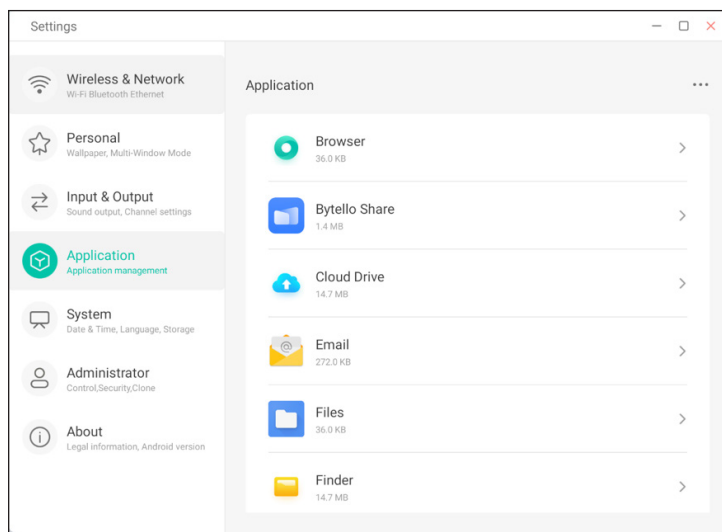 Settings
Wireless & Network
Wi-Fi Bluetooth Ethernet
Personal
Wallpaper, Multi-Window Mode
Input & Output
Sound output, Channel settings
Application
Application management
System
Date & Time, Language, Storage
Administrator
Control,Security,Clone
About
Legal information, Android version
Application
Browser
36.0 KB
Bytello Share
1.4 MB
Cloud Drive
14.7 MB
@
Email
272.0 KB
Files
36.0 KB
Finder
14.7 MB